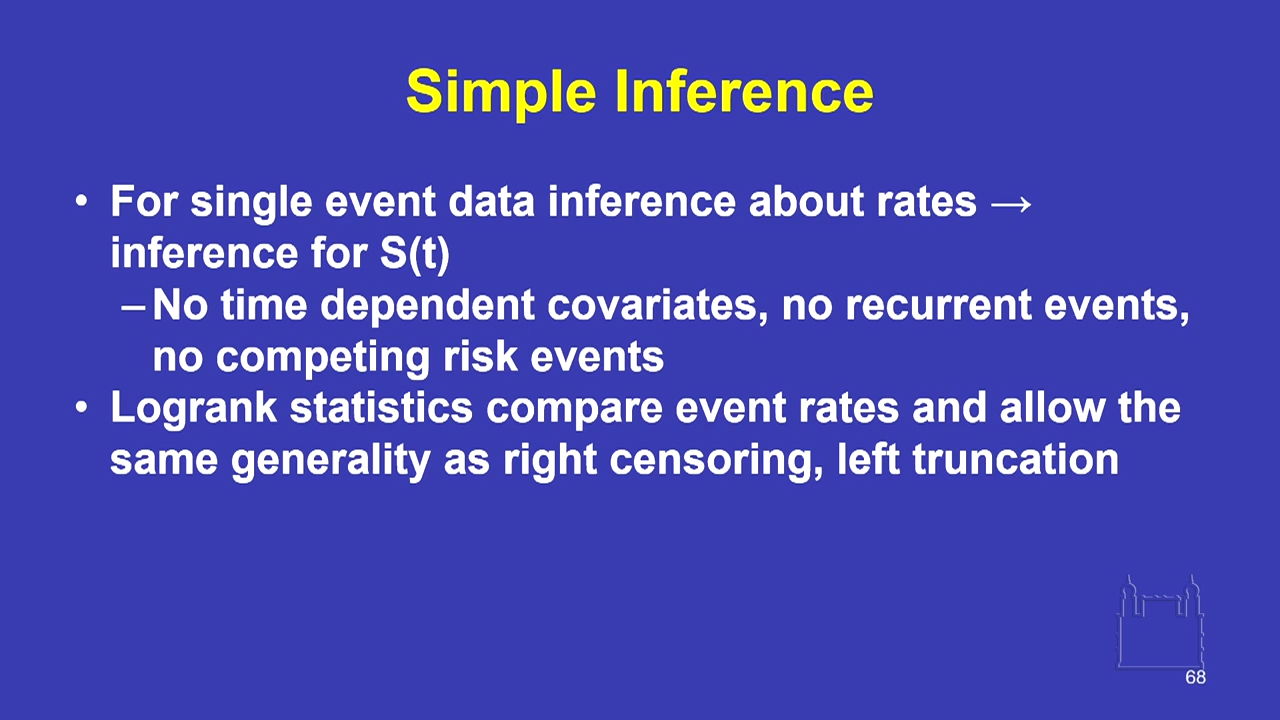 Simple Inference
• For single event data inference about rates →
inference for S(t)
– No time dependent covariates, no recurrent events,
no competing risk events
• Logrank statistics compare event rates and allow the
same generality as right censoring, left truncation
68